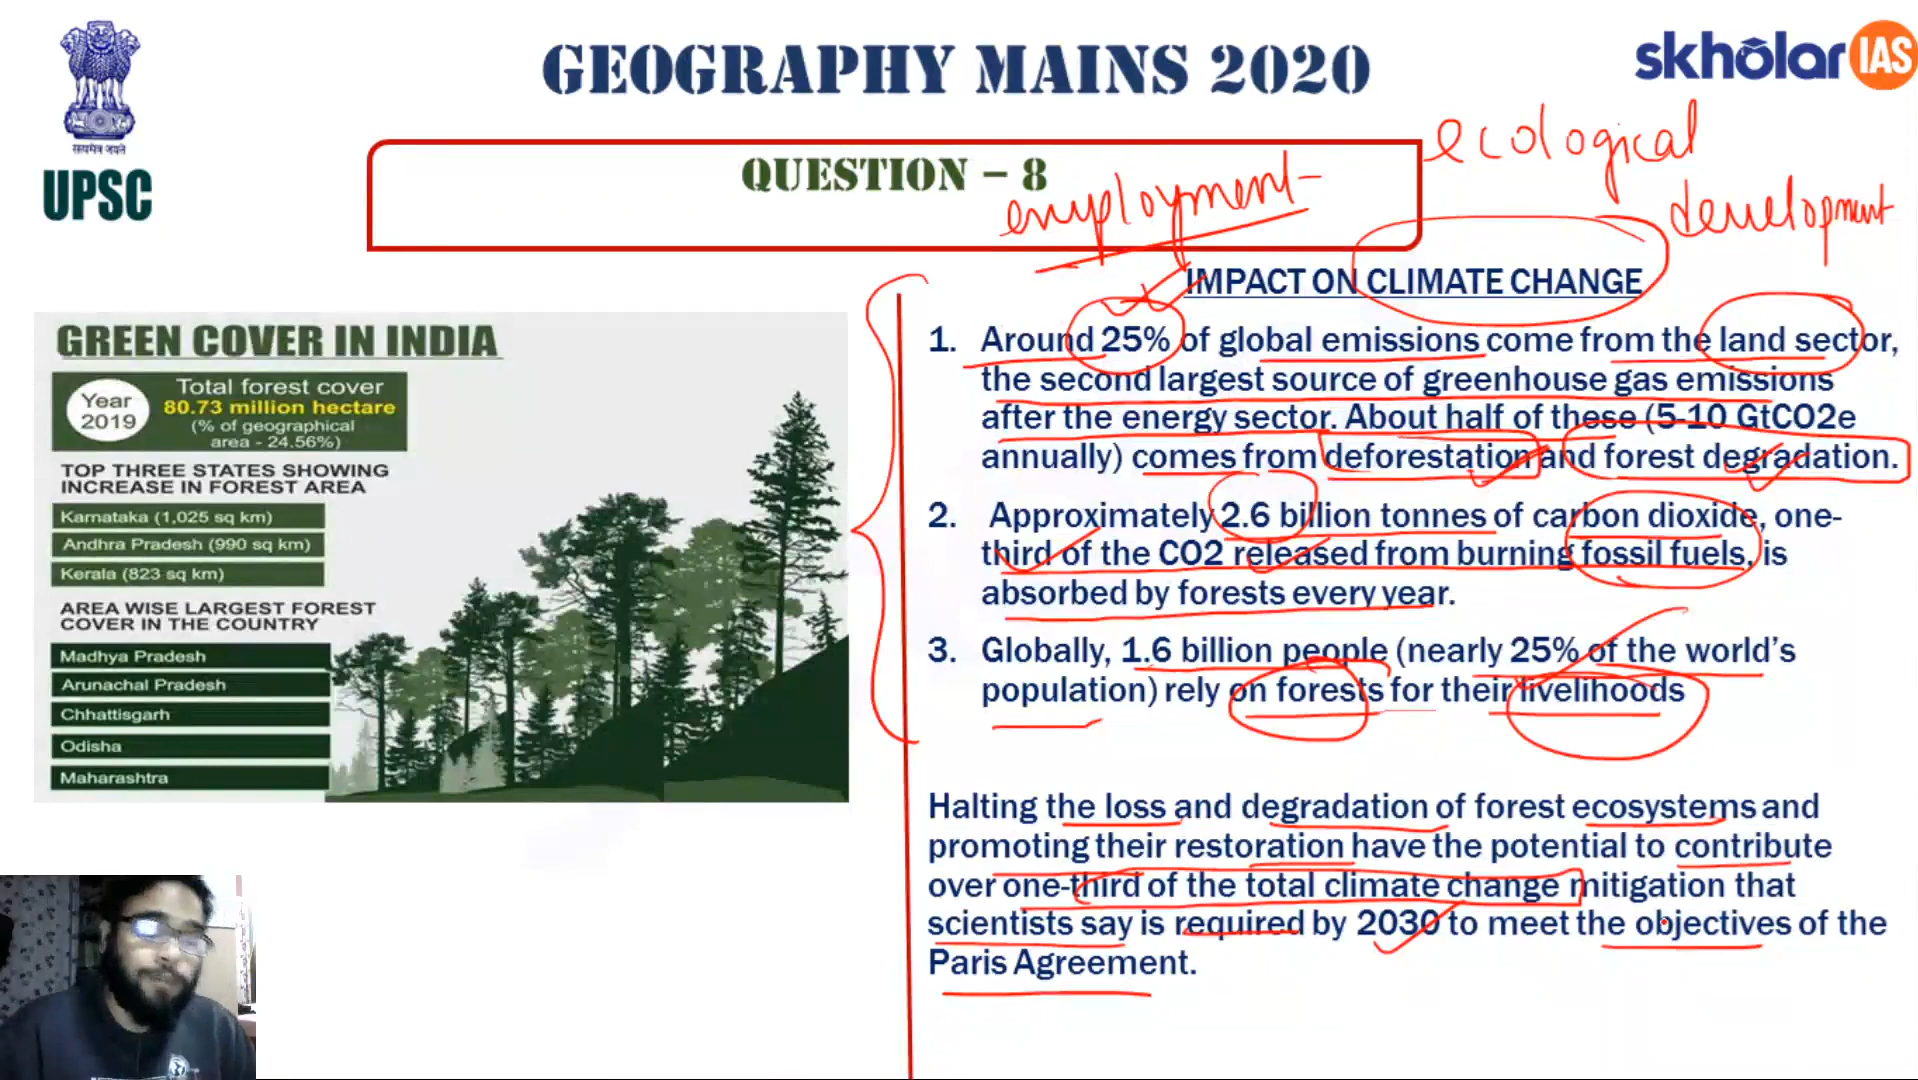 GEOGRAPHY MAINS 2020
skholar IAS
सत्यमेव जयते
UPSC
QUESTION – 8
ecological
development
employment
IMPACT ON CLIMATE CHANGE
GREEN COVER IN INDIA
Year
2019
Total forest cover
80.73 million hectare
(% of geographical
area - 24.56%)
TOP THREE STATES SHOWING
INCREASE IN FOREST AREA
Karnataka (1,025 sq km)
Andhra Pradesh (990 sq km)
Kerala (823 sq km)
AREA WISE LARGEST FOREST
COVER IN THE COUNTRY
Madhya Pradesh
Arunachal Pradesh
Chhattisgarh
Odisha
Maharashtra
1. Around 25% of global emissions come from the land sector,
the second largest source of greenhouse gas emissions
after the energy sector. About half of these (5-10 GtCO2e
annually) comes from deforestation and forest degradation.
2. Approximately 2.6 billion tonnes of carbon dioxide, one-
third of the CO2 released from burning fossil fuels, is
absorbed by forests every year.
3. Globally, 1.6 billion people (nearly 25% of the world's
population) rely on forests for their livelihoods
Halting the loss and degradation of forest ecosystems and
promoting their restoration have the potential to contribute
over one-third of the total climate change mitigation that
scientists say is required by 2030 to meet the objectives of the
Paris Agreement.